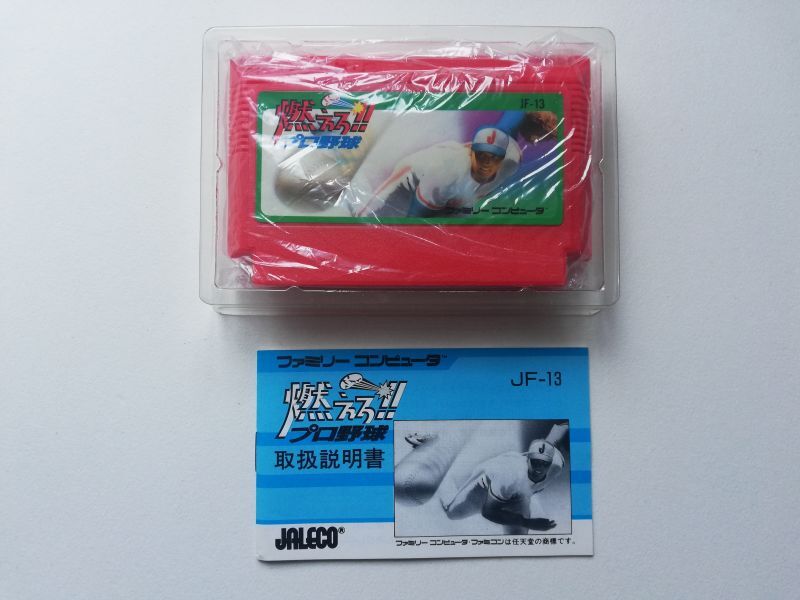 JF-13
燃えろ!!
プロ野球
J
ファミリー コンピュータ
ファミリー コンピュータ™
JF-13
燃えろ!!
プロ野球
取扱説明書
J
JALECO®
ファミリー コンピュータ・ファミコンは任天堂の商標です。